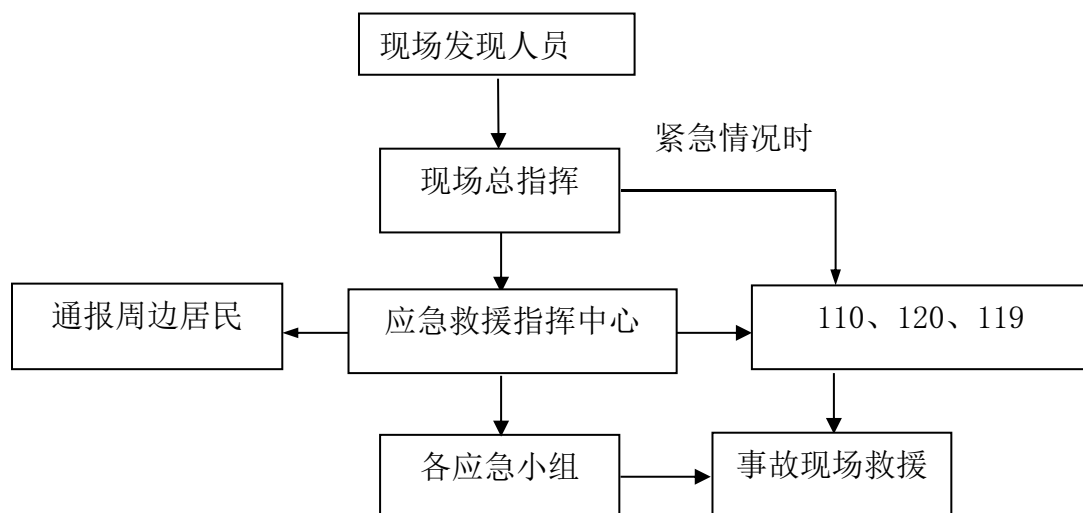 现场发现人员
紧急情况时
现场总指挥
通报周边居民
应急救援指挥中心
110、120、119
各应急小组
事故现场救援